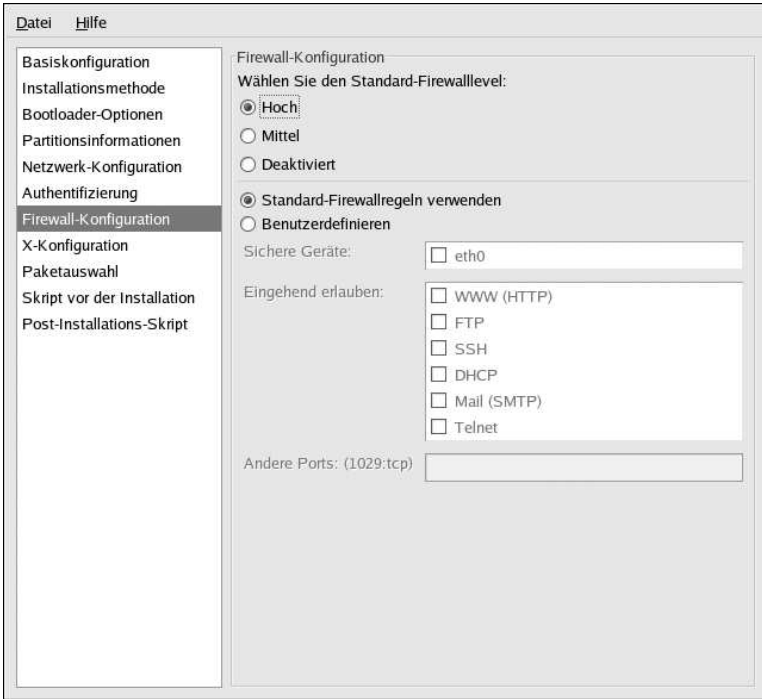 Datei Hilfe
Basiskonfiguration
Installationsmethode
Bootloader-Optionen
Partitionsinformationen
Netzwerk-Konfiguration
Authentifizierung
Firewall-Konfiguration
X-Konfiguration
Paketauswahl
Skript vor der Installation
Post-Installations-Skript
Firewall-Konfiguration
Wählen Sie den Standard-Firewalllevel:
Hoch
Mittel
Deaktiviert
Standard-Firewallregeln verwenden
Benutzerdefinieren
Sichere Geräte:
eth0
Eingehend erlauben:
WWW (HTTP)
FTP
SSH
DHCP
Mail (SMTP)
Telnet
Andere Ports: (1029:tcp)